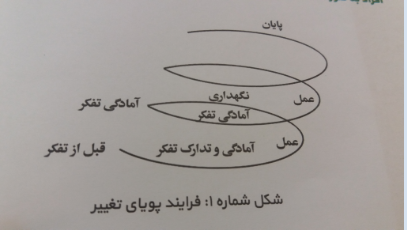 پایان
نگهداری
عمل
آمادگی تفکر
آمادگی تفکر
عمل
آمادگی و تدارک تفکر
قبل از تفکر
شکل شماره ۱: فرایند پویای تغییر